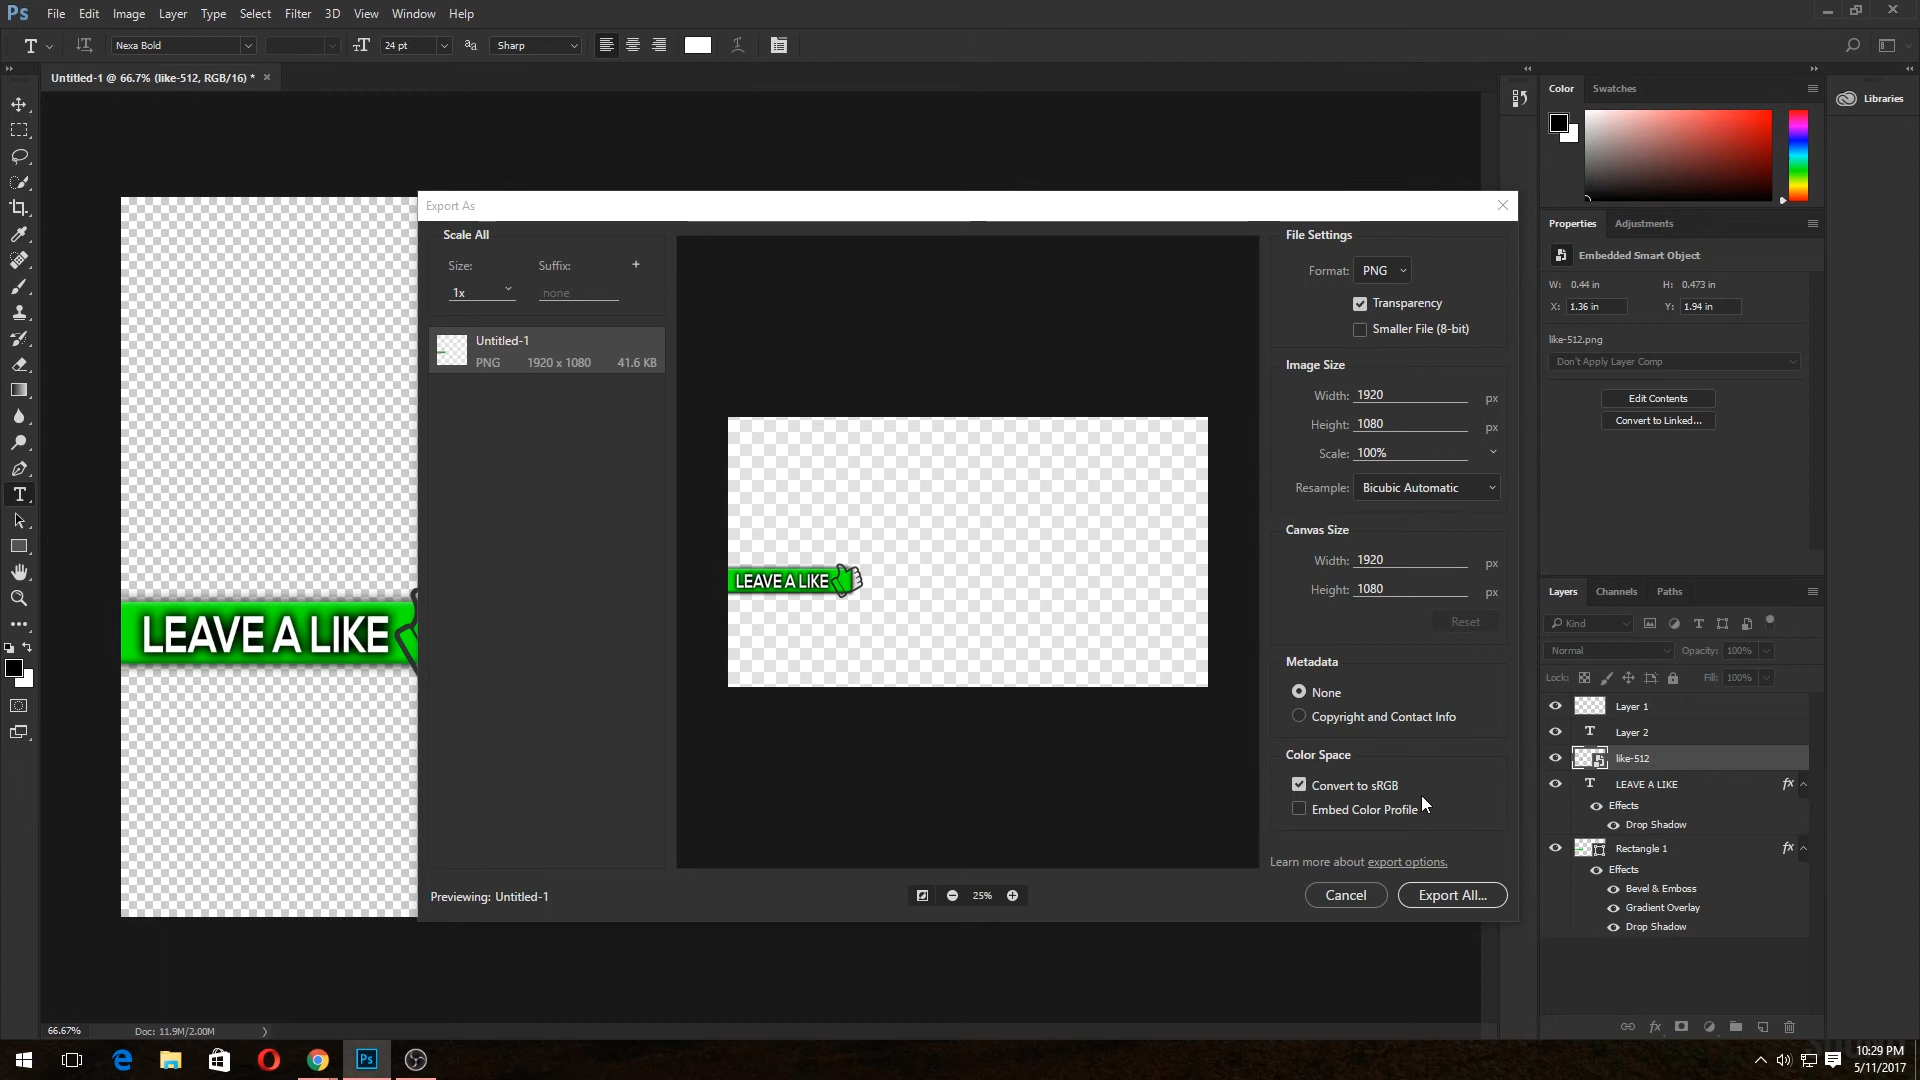 Ps File Edit Image Layer Type Select Filter 3D View Window Help
T Nexa Bold 24 pt aa Sharp
Untitled-1 @ 66.7% (like-512, RGB/16) *
Export As
Scale All
Size: Suffix:
1x none
Untitled-1
PNG 1920 x 1080 41.6 KB
LEAVE A LIKE
LEAVE A LIKE
Previewing: Untitled-1
25%
File Settings
Format: PNG
Transparency
Smaller File (8-bit)
Image Size
Width: 1920 px
Height: 1080 px
Scale: 100%
Resample: Bicubic Automatic
Canvas Size
Width: 1920 px
Height: 1080 px
Reset
Metadata
None
Copyright and Contact Info
Color Space
Convert to sRGB
Embed Color Profile
Learn more about export options.
Cancel Export All...
Color Swatches
Libraries
Properties Adjustments
Embedded Smart Object
W: 0.44 in H: 0.473 in
X: 1.36 in Y: 1.94 in
like-512.png
Don't Apply Layer Comp
Edit Contents
Convert to Linked...
Layers Channels Paths
Kind
Normal Opacity: 100%
Lock: Fill: 100%
Layer 1
T Layer 2
like-512
T LEAVE A LIKE fx
Effects
Drop Shadow
Rectangle 1 fx
Effects
Bevel & Emboss
Gradient Overlay
Drop Shadow
fx
66.67% Doc: 11.9M/2.00M
Ps
10:29 PM
5/11/2017